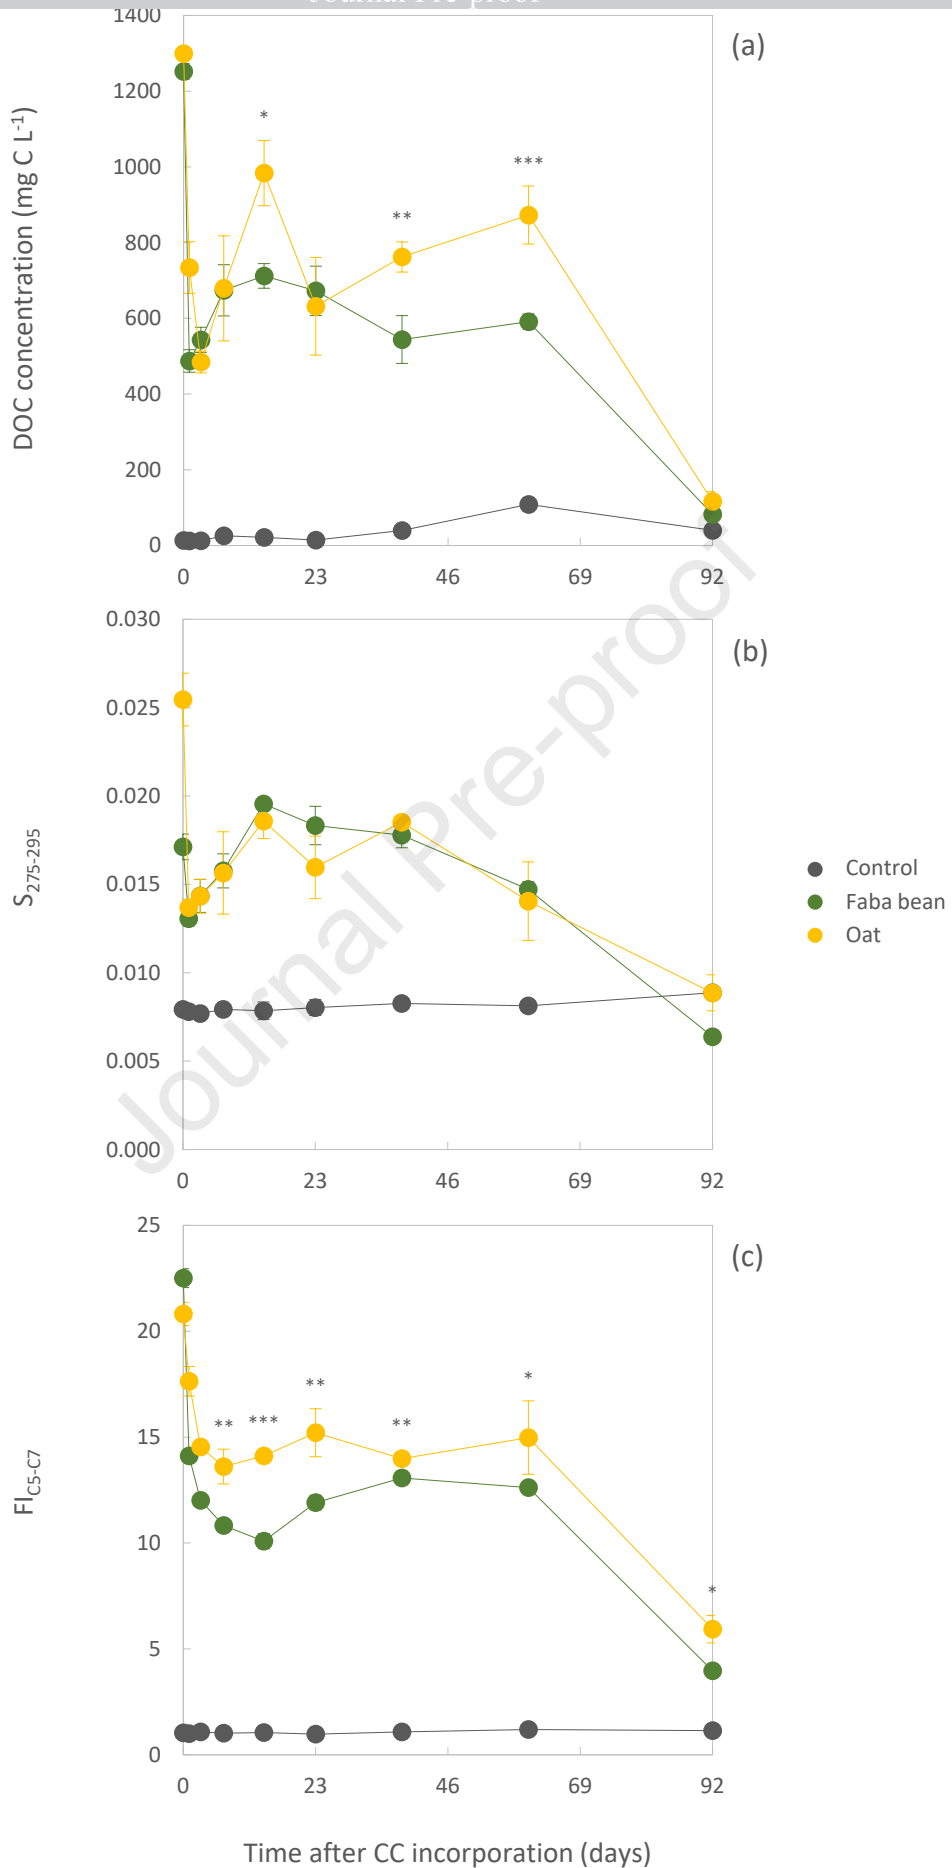 Journal Pre-proof
1400
(a)
1200
*
1000
***
**
800
600
400
200
0
DOC concentration (mg C L-1)
0 23 46 69 92
0.030
(b)
0.025
0.020
0.015
0.010
0.005
0.000
S275-295
Control
Faba bean
Oat
0 23 46 69 92
Journal Pre-proof
25
(c)
20
*
**
** *** **
15
10
*
5
0
FIC5-C7
0 23 46 69 92
Time after CC incorporation (days)